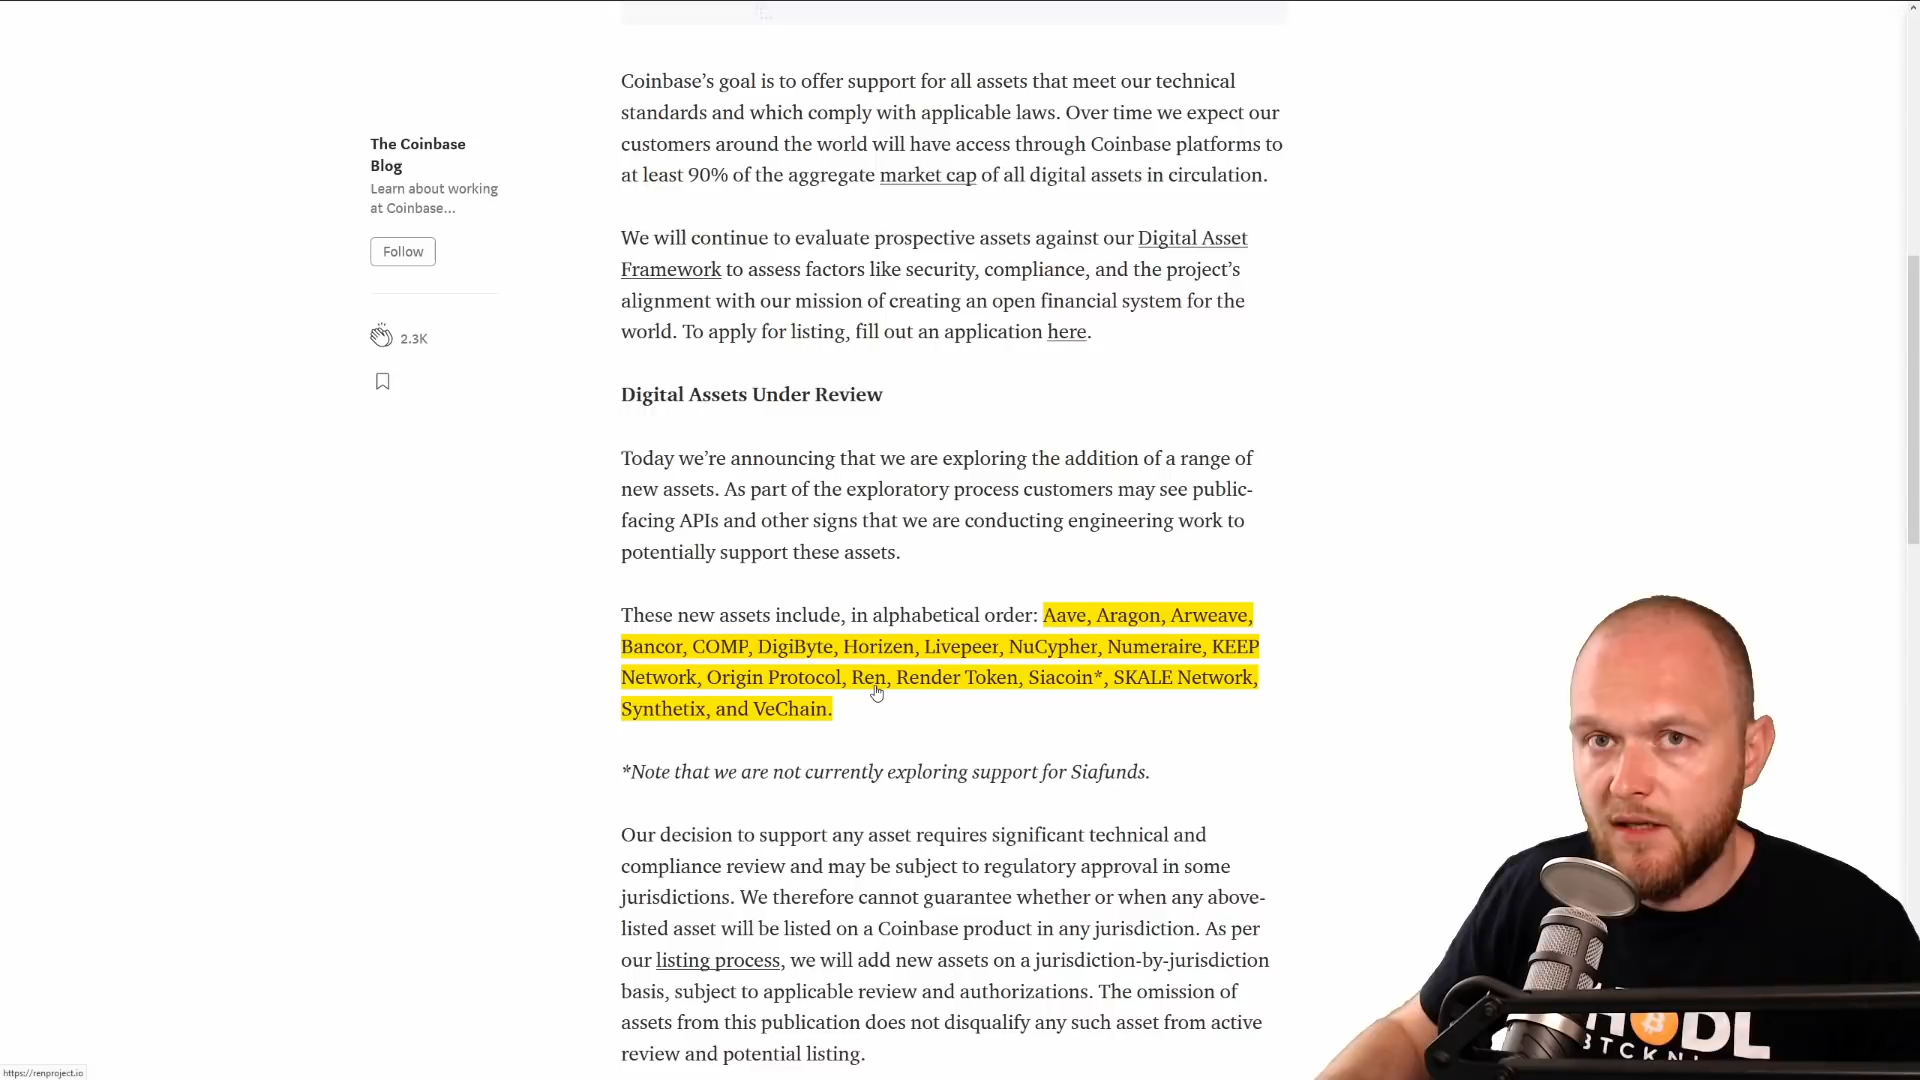 Coinbase’s goal is to offer support for all assets that meet our technical
standards and which comply with applicable laws. Over time we expect our
customers around the world will have access through Coinbase platforms to
at least 90% of the aggregate market cap of all digital assets in circulation.
The Coinbase
Blog
Learn about working
at Coinbase...
Follow
2.3K
We will continue to evaluate prospective assets against our Digital Asset
Framework to assess factors like security, compliance, and the project’s
alignment with our mission of creating an open financial system for the
world. To apply for listing, fill out an application here.
Digital Assets Under Review
Today we’re announcing that we are exploring the addition of a range of
new assets. As part of the exploratory process customers may see public-
facing APIs and other signs that we are conducting engineering work to
potentially support these assets.
These new assets include, in alphabetical order: Aave, Aragon, Arweave,
Bancor, COMP, DigiByte, Horizen, Livepeer, NuCypher, Numeraire, KEEP
Network, Origin Protocol, Ren, Render Token, Siacoin*, SKALE Network,
Synthetix, and VeChain.
*Note that we are not currently exploring support for Siafunds.
Our decision to support any asset requires significant technical and
compliance review and may be subject to regulatory approval in some
jurisdictions. We therefore cannot guarantee whether or when any above-
listed asset will be listed on a Coinbase product in any jurisdiction. As per
our listing process, we will add new assets on a jurisdiction-by-jurisdiction
basis, subject to applicable review and authorizations. The omission of
assets from this publication does not disqualify any such asset from active
review and potential listing.
https://renproject.io